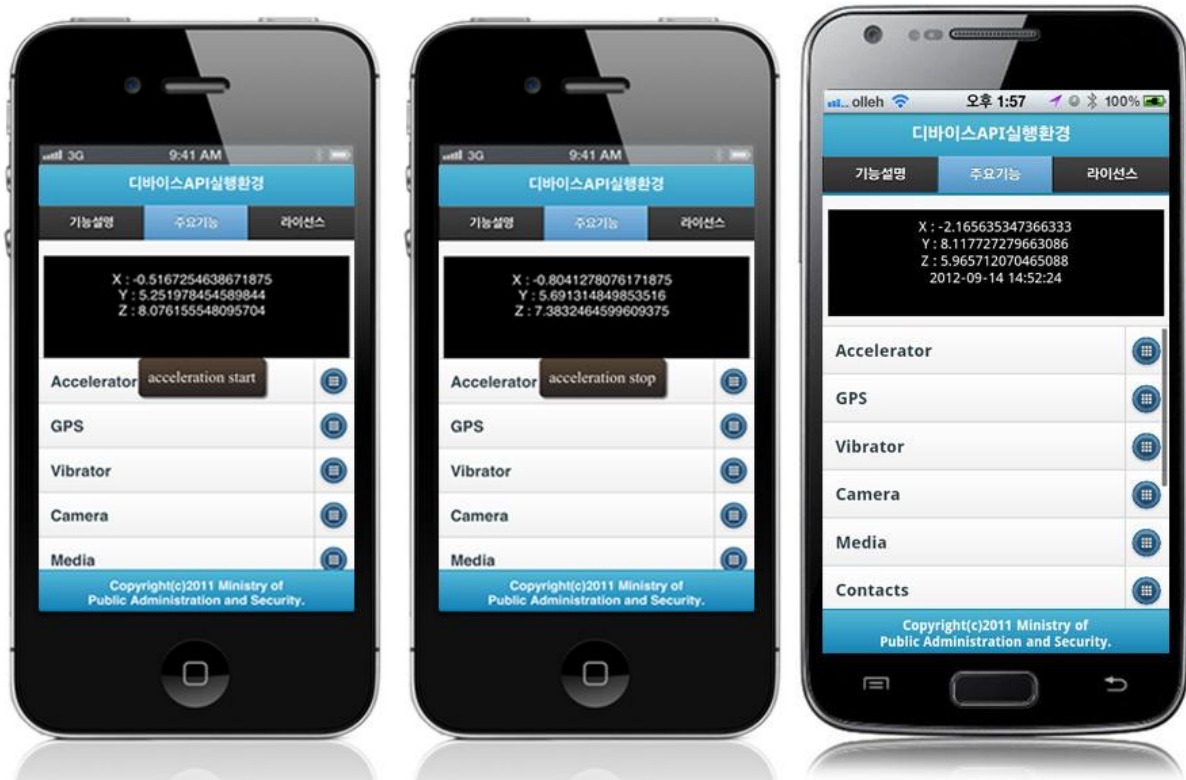 3G 9:41 AM
디바이스API실행환경
기능설명 주요기능 라이선스
X : -0.5167254638671875
Y : 5.251978454589844
Z : 8.076155548095704
Accelerator acceleration start
GPS
Vibrator
Camera
Media
Copyright(c)2011 Ministry of
Public Administration and Security.
3G 9:41 AM
디바이스API실행환경
기능설명 주요기능 라이선스
X : -0.8041278076171875
Y : 5.691314849853516
Z : 7.3832464599609375
Accelerator acceleration stop
GPS
Vibrator
Camera
Media
Copyright(c)2011 Ministry of
Public Administration and Security.
olleh 오후 1:57 100%
디바이스API실행환경
기능설명 주요기능 라이선스
X : -2.165635347366333
Y : 8.117727279663086
Z : 5.965712070465088
2012-09-14 14:52:24
Accelerator
GPS
Vibrator
Camera
Media
Contacts
Copyright(c)2011 Ministry of
Public Administration and Security.